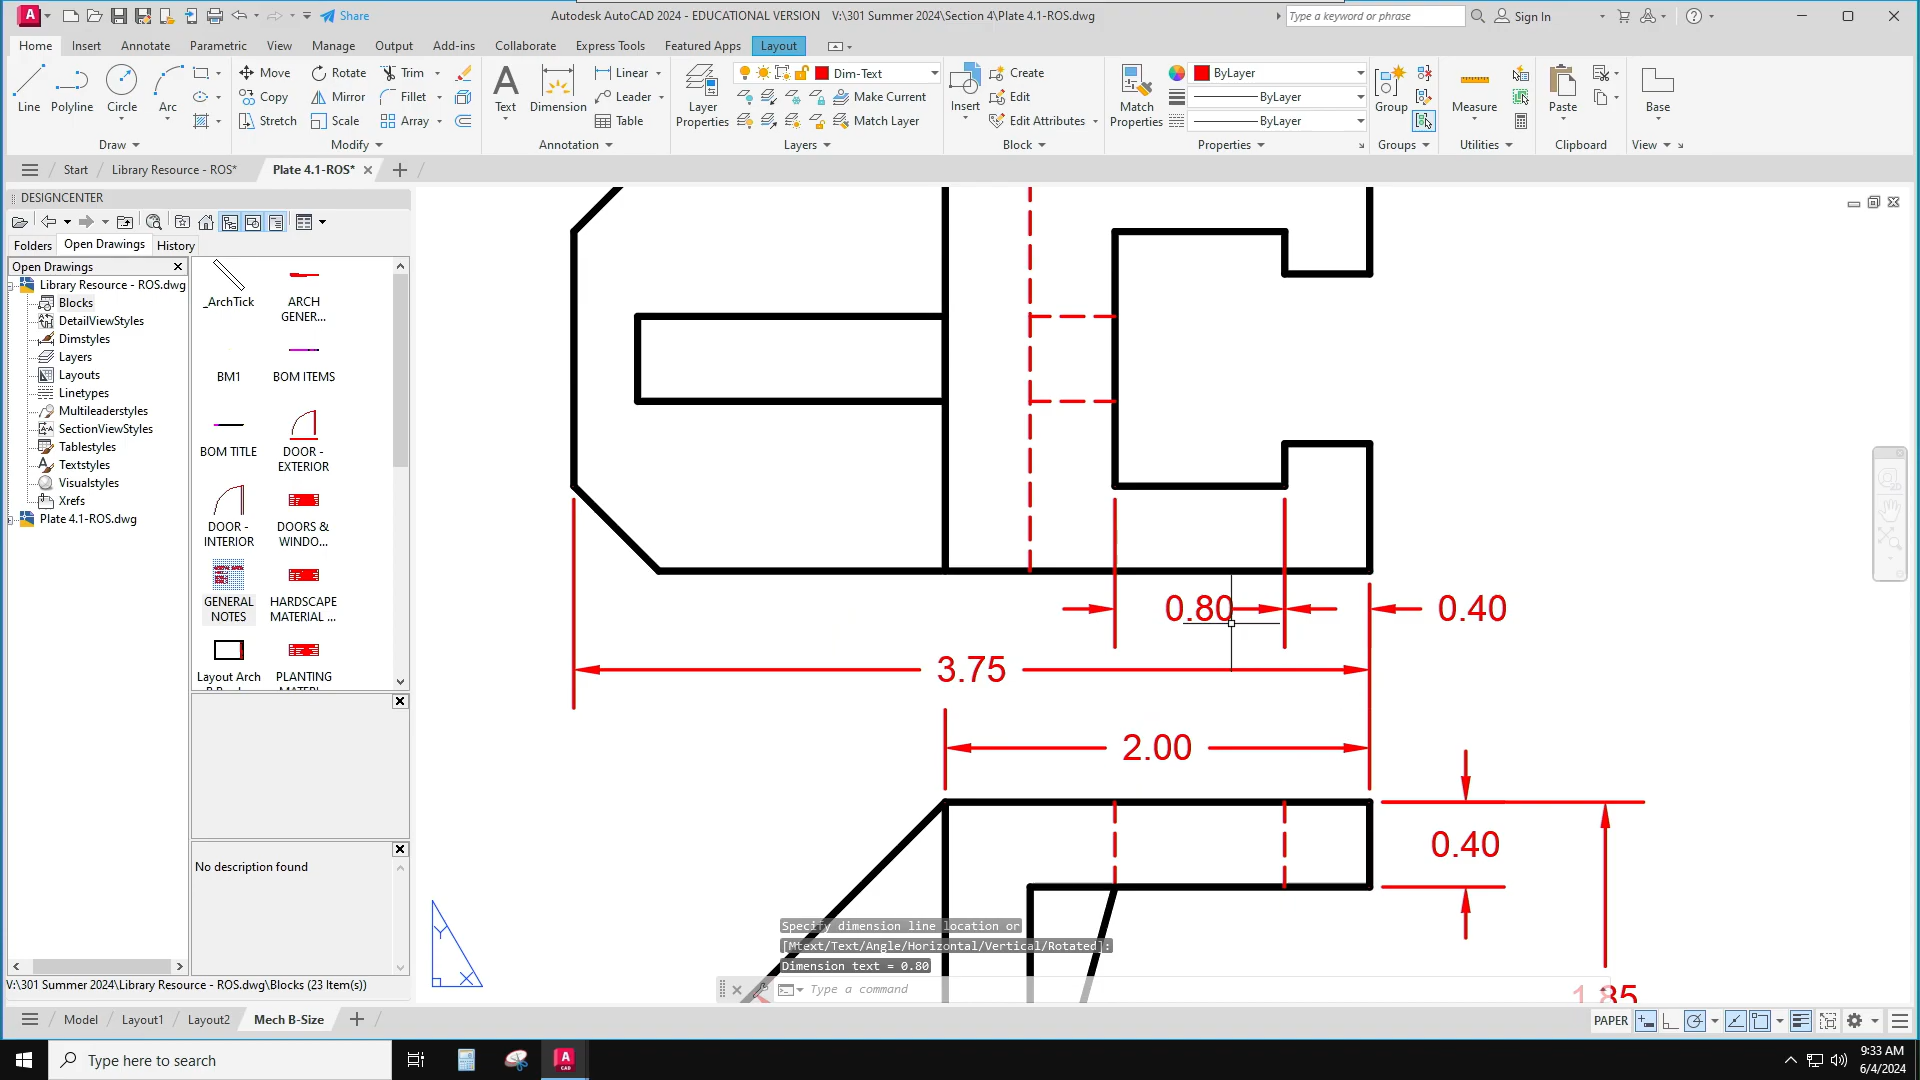 Share
Autodesk AutoCAD 2024 - EDUCATIONAL VERSION V:\301 Summer 2024\Section 4\Plate 4.1-ROS.dwg
Type a keyword or phrase
Sign In
Home Insert Annotate Parametric View Manage Output Add-ins Collaborate Express Tools Featured Apps Layout
Line Polyline Circle Arc
Move Rotate Trim
Copy Mirror Fillet
Stretch Scale Array
Text Dimension
Linear
Leader
Table
Layer Properties
Dim-Text
Make Current
Match Layer
Insert
Create
Edit
Edit Attributes
Match Properties
ByLayer
ByLayer
ByLayer
Group
Measure
Paste
Base
Draw Modify Annotation Layers Block Properties Groups Utilities Clipboard View
Start Library Resource - ROS* Plate 4.1-ROS*
DESIGNCENTER
Folders Open Drawings History
Open Drawings
Library Resource - ROS.dwg
Blocks
DetailViewStyles
Dimstyles
Layers
Layouts
Linetypes
Multileaderstyles
SectionViewStyles
Tablestyles
Textstyles
Visualstyles
Xrefs
Plate 4.1-ROS.dwg
_ArchTick
ARCH GENER...
BM1
BOM ITEMS
BOM TITLE
DOOR - EXTERIOR
DOOR - INTERIOR
DOORS & WINDO...
GENERAL NOTES
HARDSCAPE MATERIAL ...
Layout Arch
PLANTING
No description found
V:\301 Summer 2024\Library Resource - ROS.dwg\Blocks (23 Item(s))
0.80
0.40
3.75
2.00
0.40
1.85
Y
X
Specify dimension line location or
[Mtext/Text/Angle/Horizontal/Vertical/Rotated]:
Dimension text = 0.80
Type a command
Model Layout1 Layout2 Mech B-Size
PAPER
Type here to search
9:33 AM
6/4/2024